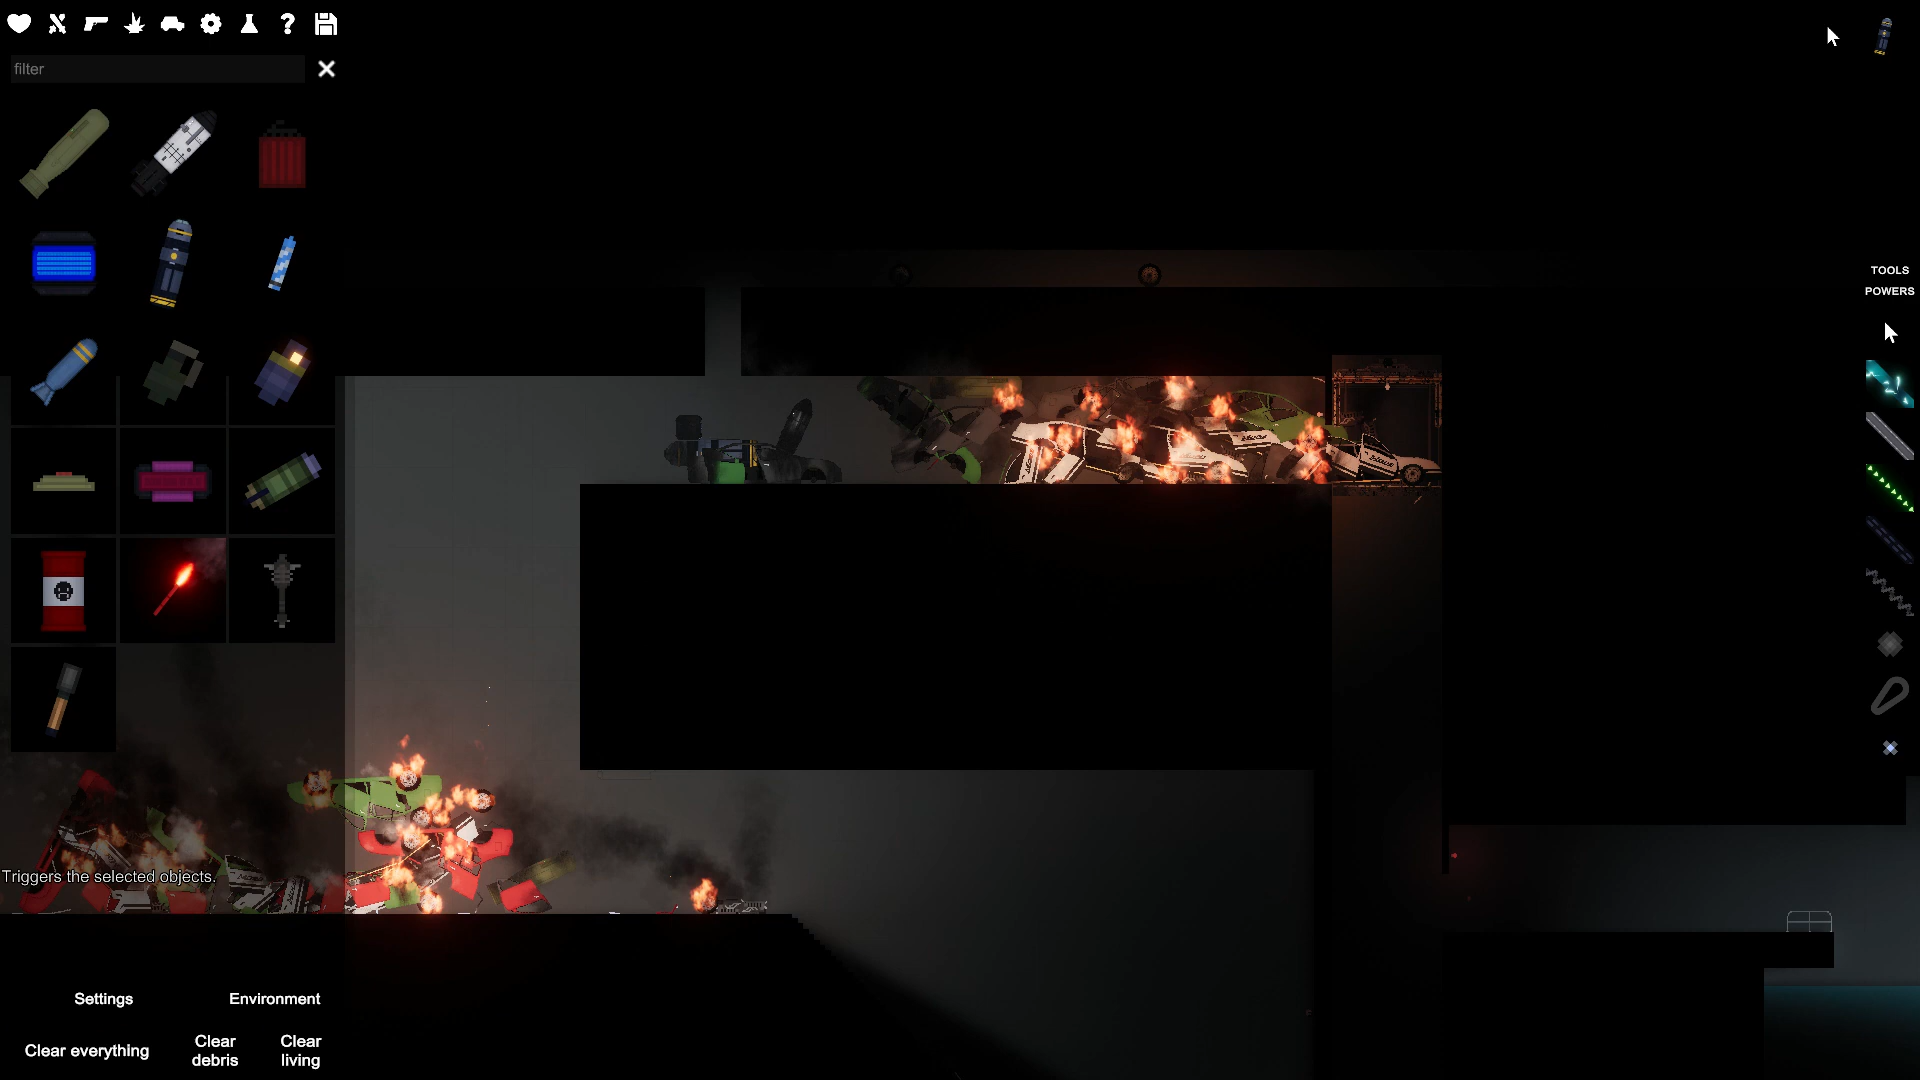 filter
TOOLS
POWERS
Triggers the selected objects.
Settings
Environment
Clear everything
Clear
debris
Clear
living